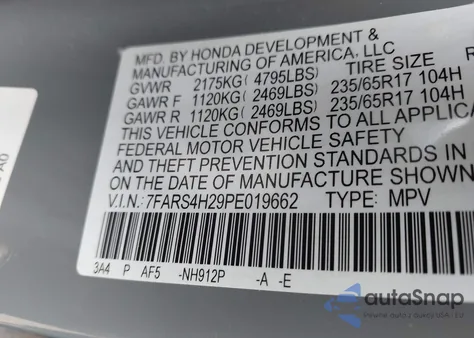 MFD. BY HONDA DEVELOPMENT &
MANUFACTURING OF AMERICA, LLC
GVWR 2175KG( 4795LBS) TIRE SIZE R
GAWR F 1120KG( 2469LBS) 235/65R17 104H
GAWR R 1120KG( 2469LBS) 235/65R17 104H
THIS VEHICLE CONFORMS TO ALL APPLICA
FEDERAL MOTOR VEHICLE SAFETY
AND THEFT PREVENTION STANDARDS IN
ON THE DATE OF MANUFACTURE SHOWN
V.I.N.: 7FARS4H29PE019662 TYPE: MPV
3A4 P AF5 -NH912P -A -E
A0
autoSnap